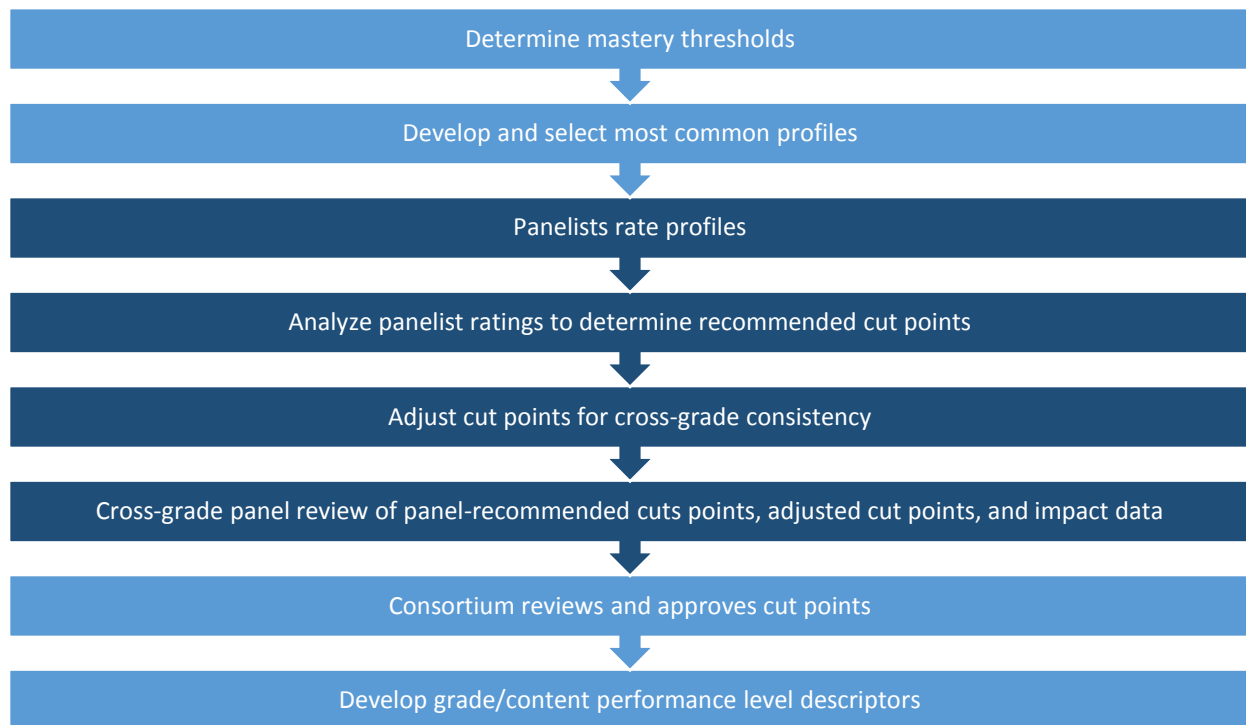 Determine mastery thresholds
Develop and select most common profiles
Panelists rate profiles
Analyze panelist ratings to determine recommended cut points
Adjust cut points for cross-grade consistency
Cross-grade panel review of panel-recommended cuts points, adjusted cut points, and impact data
Consortium reviews and approves cut points
Develop grade/content performance level descriptors